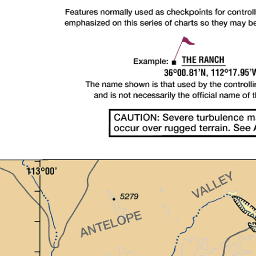 Features normally used as checkpoints for controll
emphasized on this series of charts so they may be
Example:
THE RANCH
36°00.81'N, 112°17.95'W
The name shown is that used by the controllin
and is not necessarily the official name of th
CAUTION: Severe turbulence ma
occur over rugged terrain. See A
113°00'
5279
VALLEY
ANTELOPE